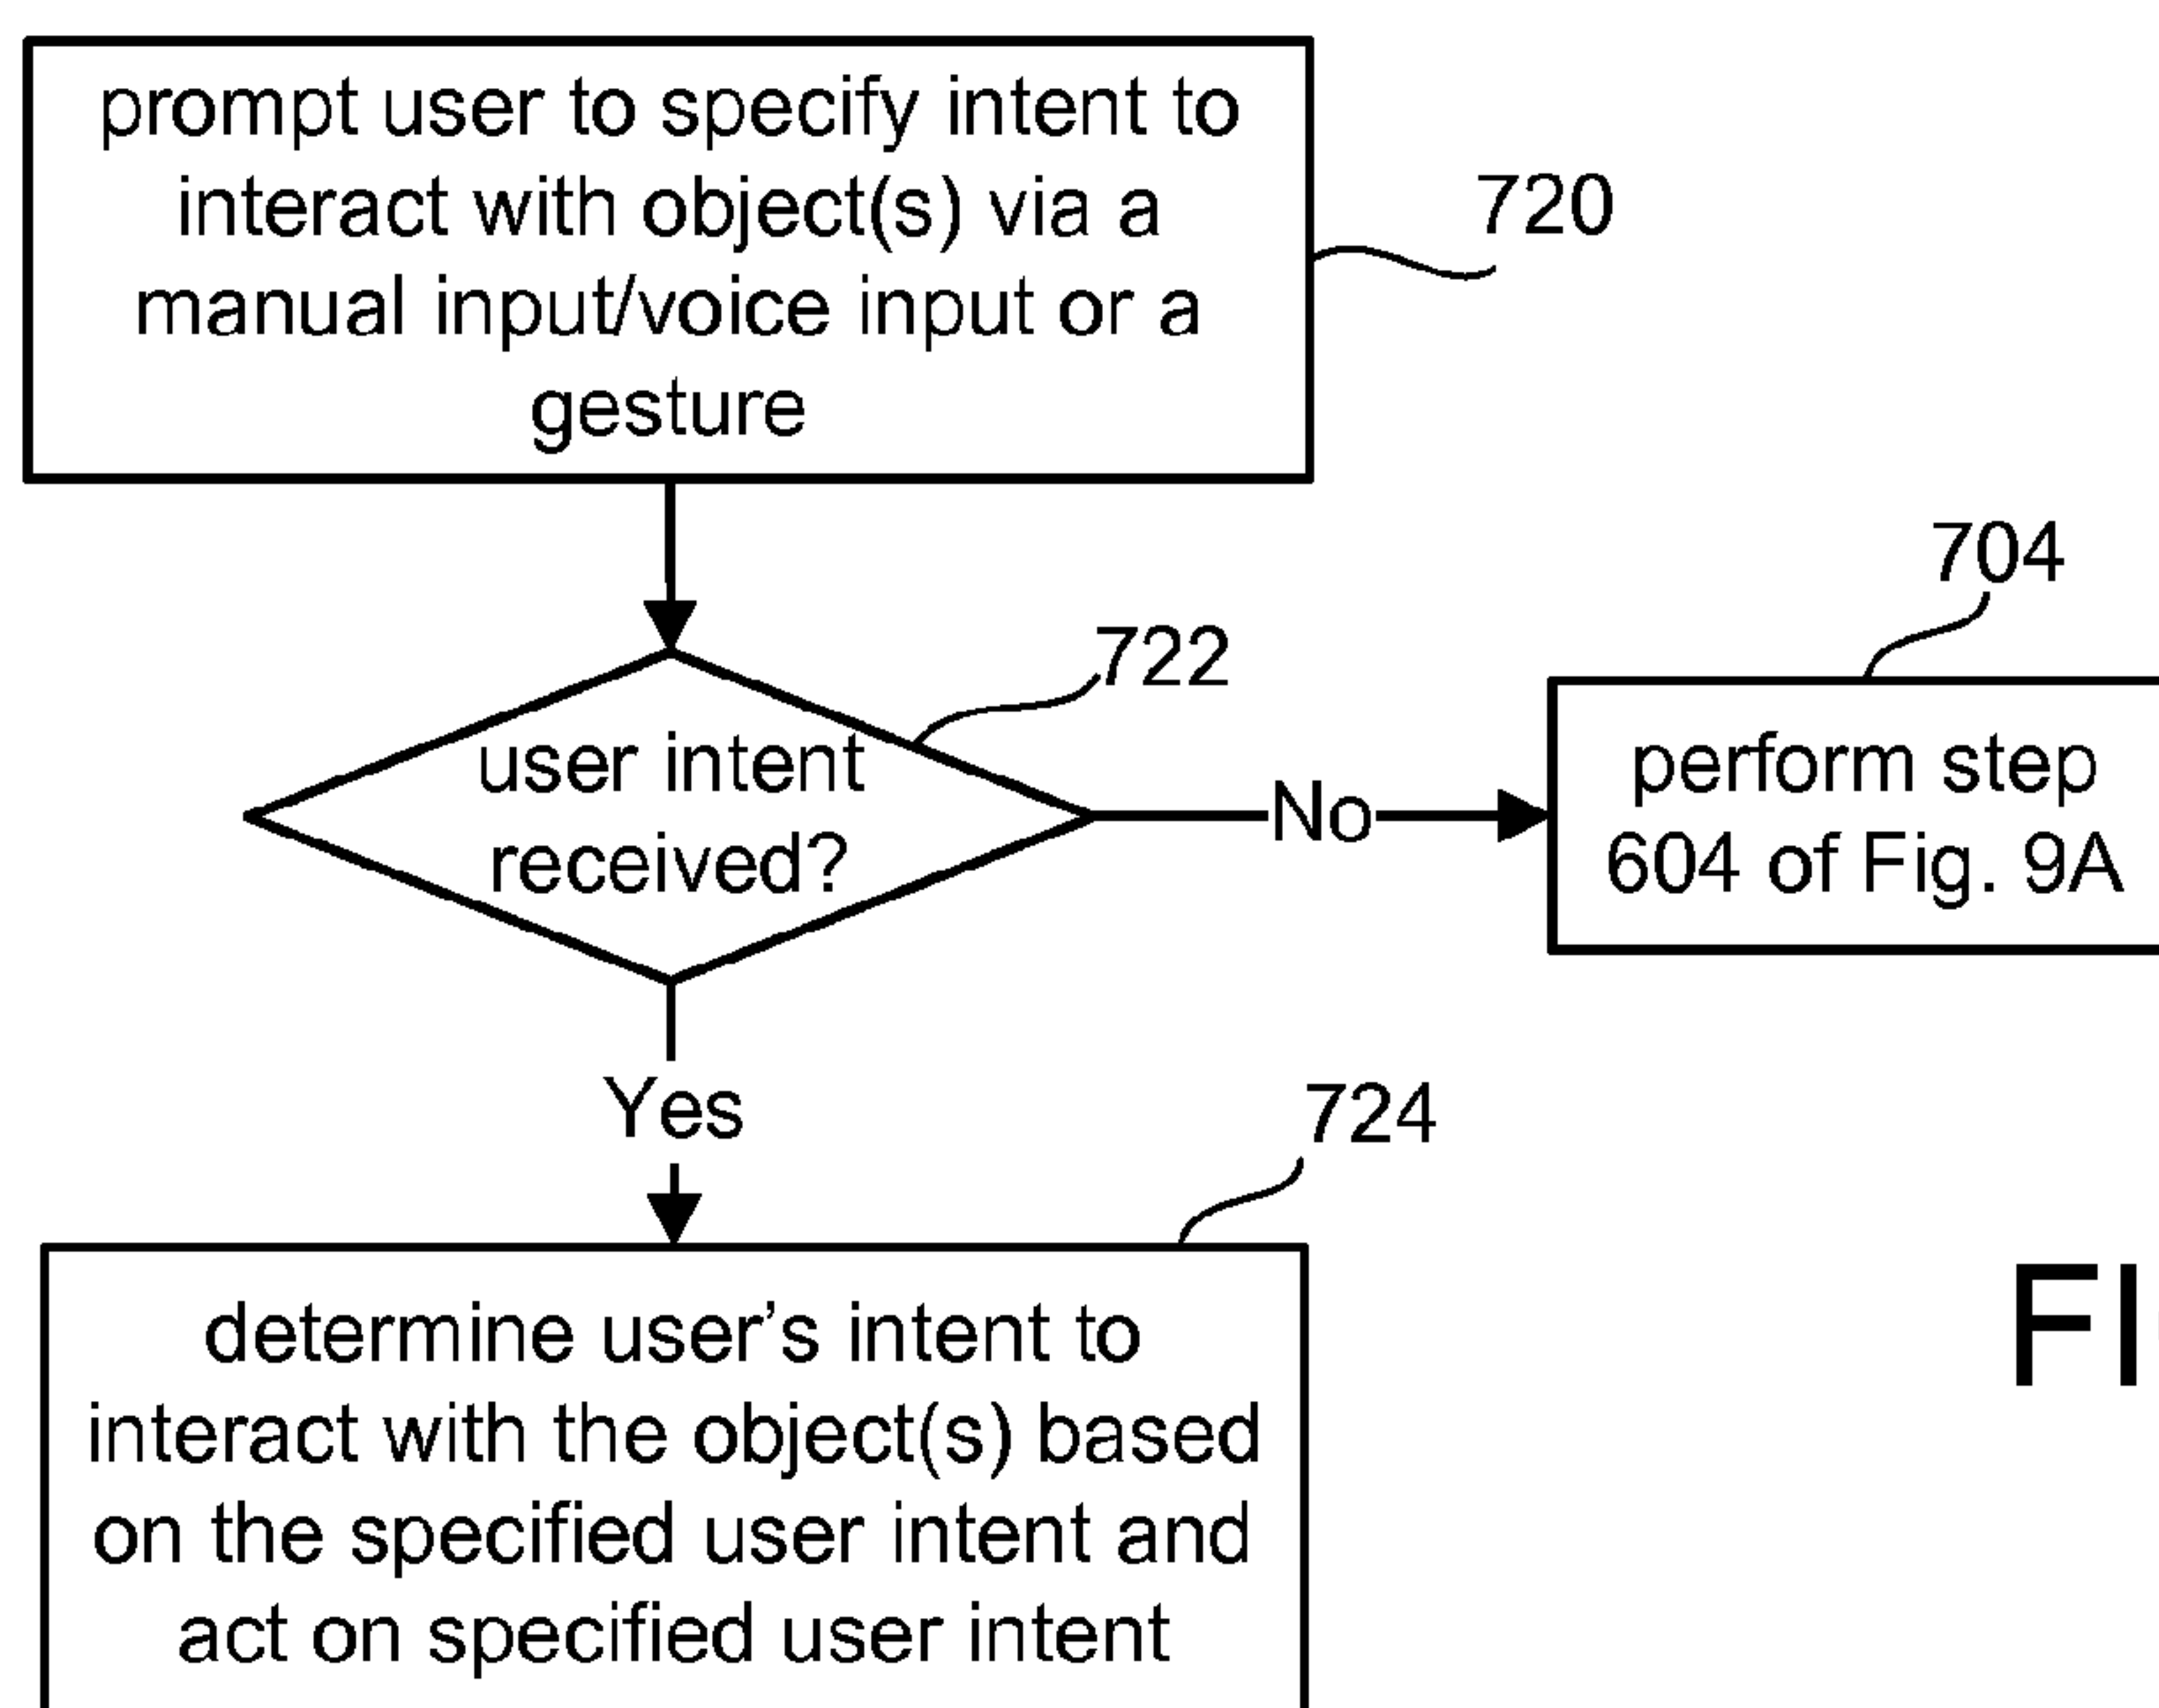 prompt user to specify intent to
interact with object(s) via a
manual input/voice input or a
gesture
720
704
722
user intent
received?
No
perform step
604 of Fig. 9A
Yes
724
determine user's intent to
interact with the object(s) based
on the specified user intent and
act on specified user intent